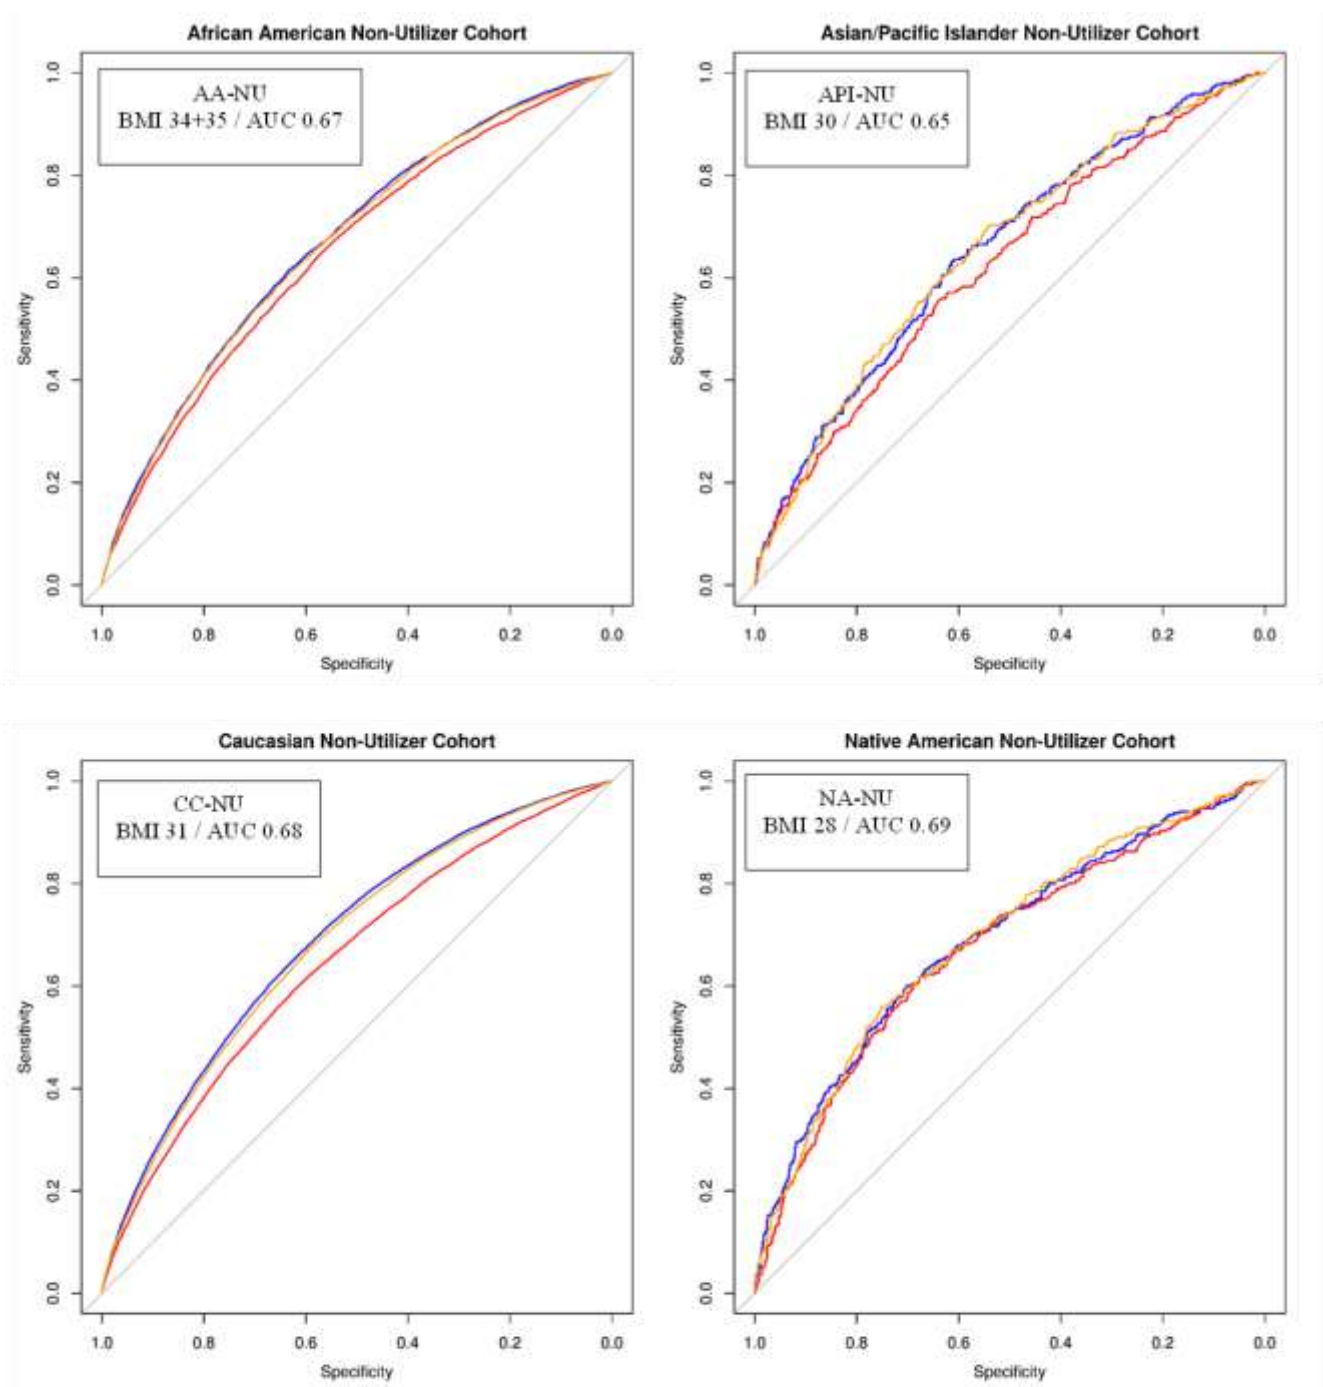 African American Non-Utilizer Cohort
AA-NU
BMI 34+35 / AUC 0.67
Sensitivity
0.0 0.2 0.4 0.6 0.8 1.0
1.0 0.8 0.6 0.4 0.2 0.0
Specificity
Asian/Pacific Islander Non-Utilizer Cohort
API-NU
BMI 30 / AUC 0.65
Sensitivity
0.0 0.2 0.4 0.6 0.8 1.0
1.0 0.8 0.6 0.4 0.2 0.0
Specificity
Caucasian Non-Utilizer Cohort
CC-NU
BMI 31 / AUC 0.68
Sensitivity
0.0 0.2 0.4 0.6 0.8 1.0
1.0 0.8 0.6 0.4 0.2 0.0
Specificity
Native American Non-Utilizer Cohort
NA-NU
BMI 28 / AUC 0.69
Sensitivity
0.0 0.2 0.4 0.6 0.8 1.0
1.0 0.8 0.6 0.4 0.2 0.0
Specificity